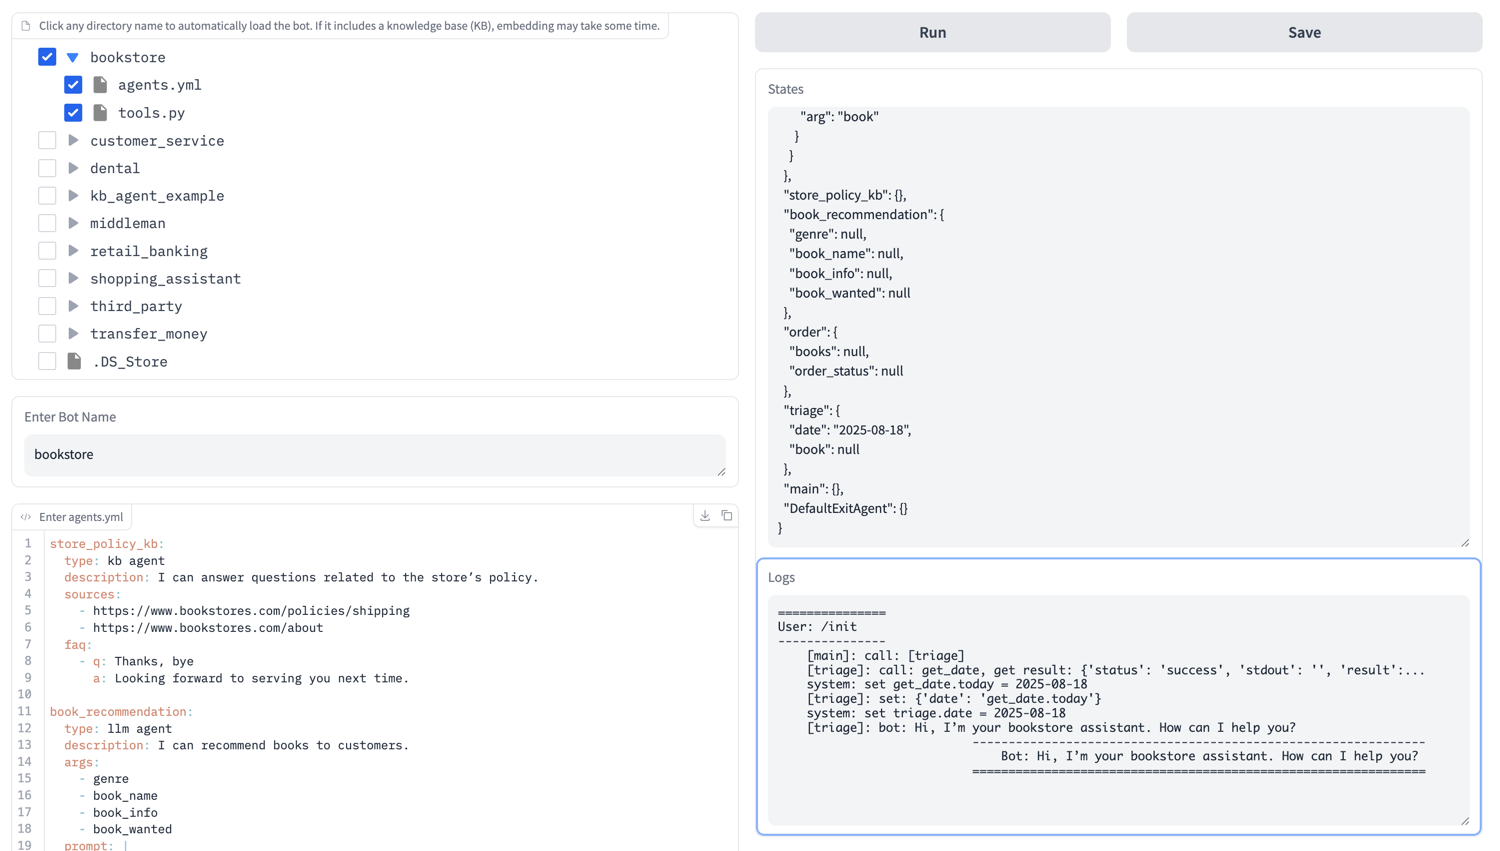 Click any directory name to automatically load the bot. If it includes a knowledge base (KB), embedding may take some time.
bookstore
agents.yml
tools.py
customer_service
dental
kb_agent_example
middleman
retail_banking
shopping_assistant
third_party
transfer_money
.DS_Store
Enter Bot Name
bookstore
Enter agents.yml
1 store_policy_kb:
2   type: kb agent
3   description: I can answer questions related to the store's policy.
4   sources:
5     - https://www.bookstores.com/policies/shipping
6     - https://www.bookstores.com/about
7   faq:
8     - q: Thanks, bye
9       a: Looking forward to serving you next time.
10
11 book_recommendation:
12   type: llm agent
13   description: I can recommend books to customers.
14   args:
15     - genre
16     - book_name
17     - book_info
18     - book_wanted
19   prompt: |
Run
Save
States
"arg": "book"
}
}
},
"store_policy_kb": {},
"book_recommendation": {
"genre": null,
"book_name": null,
"book_info": null,
"book_wanted": null
},
"order": {
"books": null,
"order_status": null
},
"triage": {
"date": "2025-08-18",
"book": null
},
"main": {},
"DefaultExitAgent": {}
}
Logs
===============
User: /init
---------------
[main]: call: [triage]
[triage]: call: get_date, get result: {'status': 'success', 'stdout': '', 'result':...
system: set get_date.today = 2025-08-18
[triage]: set: {'date': 'get_date.today'}
system: set triage.date = 2025-08-18
[triage]: bot: Hi, I'm your bookstore assistant. How can I help you?
---------------------------------------------------------------
Bot: Hi, I'm your bookstore assistant. How can I help you?
===============================================================